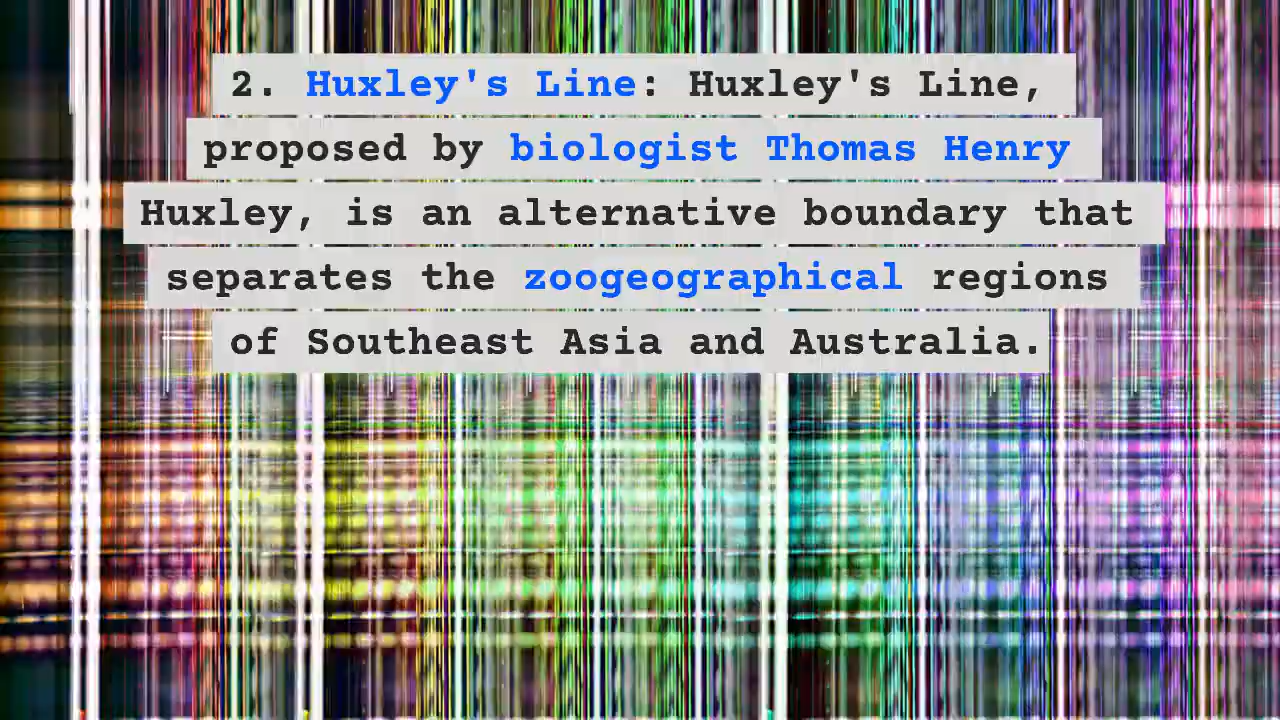 2. Huxley's Line: Huxley's Line,
proposed by biologist Thomas Henry
Huxley, is an alternative boundary that
separates the zoogeographical regions
of Southeast Asia and Australia.